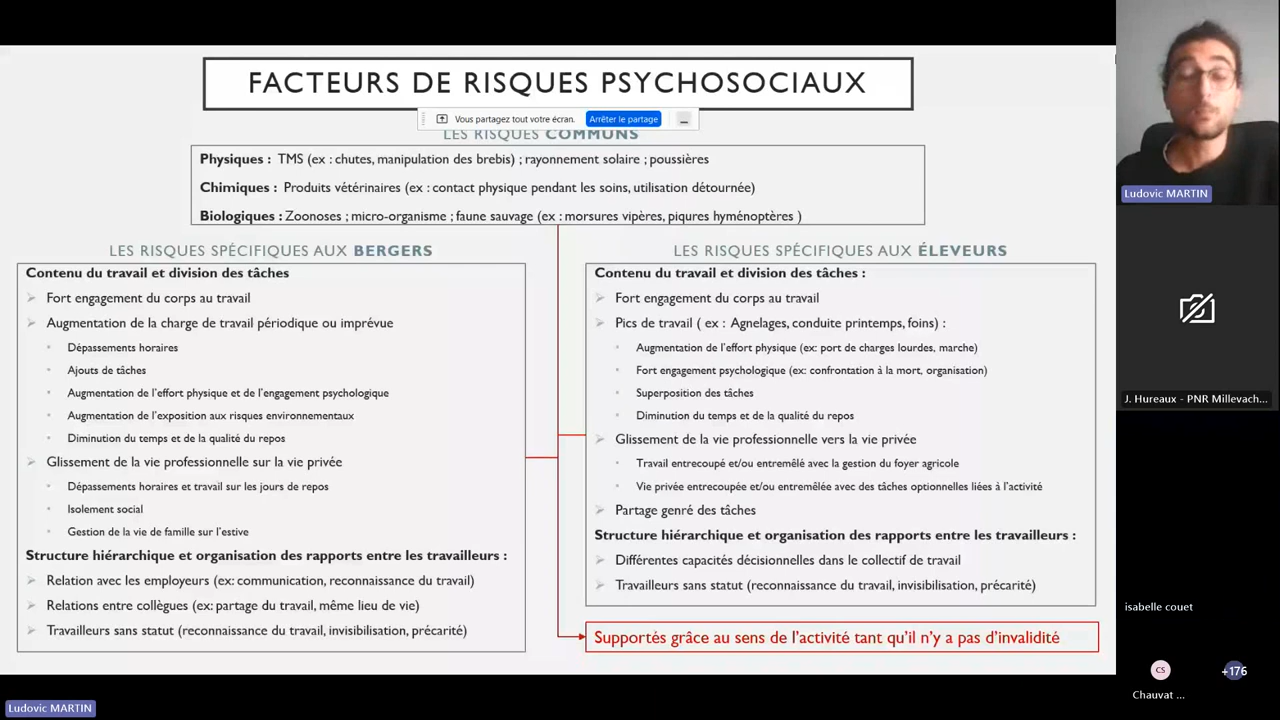 FACTEURS DE RISQUES PSYCHOSOCIAUX
Vous partagez tout votre écran.
Arrêter le partage
LES RISQUES COMMUNS
Physiques : TMS (ex : chutes, manipulation des brebis) ; rayonnement solaire ; poussières
Chimiques : Produits vétérinaires (ex : contact physique pendant les soins, utilisation détournée)
Biologiques : Zoonoses ; micro-organisme ; faune sauvage (ex : morsures vipères, piqures hyménoptères )
LES RISQUES SPÉCIFIQUES AUX BERGERS
Contenu du travail et division des tâches
Fort engagement du corps au travail
Augmentation de la charge de travail périodique ou imprévue
Dépassements horaires
Ajouts de tâches
Augmentation de l'effort physique et de l'engagement psychologique
Augmentation de l'exposition aux risques environnementaux
Diminution du temps et de la qualité du repos
Glissement de la vie professionnelle sur la vie privée
Dépassements horaires et travail sur les jours de repos
Isolement social
Gestion de la vie de famille sur l'estive
Structure hiérarchique et organisation des rapports entre les travailleurs :
Relation avec les employeurs (ex: communication, reconnaissance du travail)
Relations entre collègues (ex: partage du travail, même lieu de vie)
Travailleurs sans statut (reconnaissance du travail, invisibilisation, précarité)
LES RISQUES SPÉCIFIQUES AUX ÉLEVEURS
Contenu du travail et division des tâches :
Fort engagement du corps au travail
Pics de travail ( ex : Agnelages, conduite printemps, foins) :
Augmentation de l'effort physique (ex: port de charges lourdes, marche)
Fort engagement psychologique (ex: confrontation à la mort, organisation)
Superposition des tâches
Diminution du temps et de la qualité du repos
Glissement de la vie professionnelle vers la vie privée
Travail entrecoupé et/ou entremêlé avec la gestion du foyer agricole
Vie privée entrecoupée et/ou entremêlée avec des tâches optionnelles liées à l'activité
Partage genré des tâches
Structure hiérarchique et organisation des rapports entre les travailleurs :
Différentes capacités décisionnelles dans le collectif de travail
Travailleurs sans statut (reconnaissance du travail, invisibilisation, précarité)
Supportés grâce au sens de l'activité tant qu'il n'y a pas d'invalidité
Ludovic MARTIN
Ludovic MARTIN
J. Hureaux - PNR Millevach...
isabelle couet
CS
Chauvat ...
+176